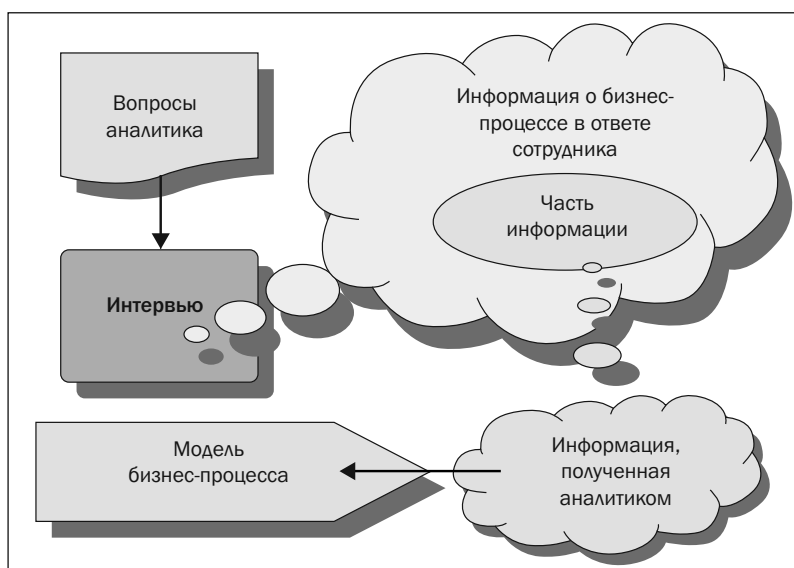 Вопросы
аналитика
Информация о бизнес-
процессе в ответе
сотрудника
Часть
информации
Интервью
Модель
бизнес-процесса
Информация,
полученная
аналитиком